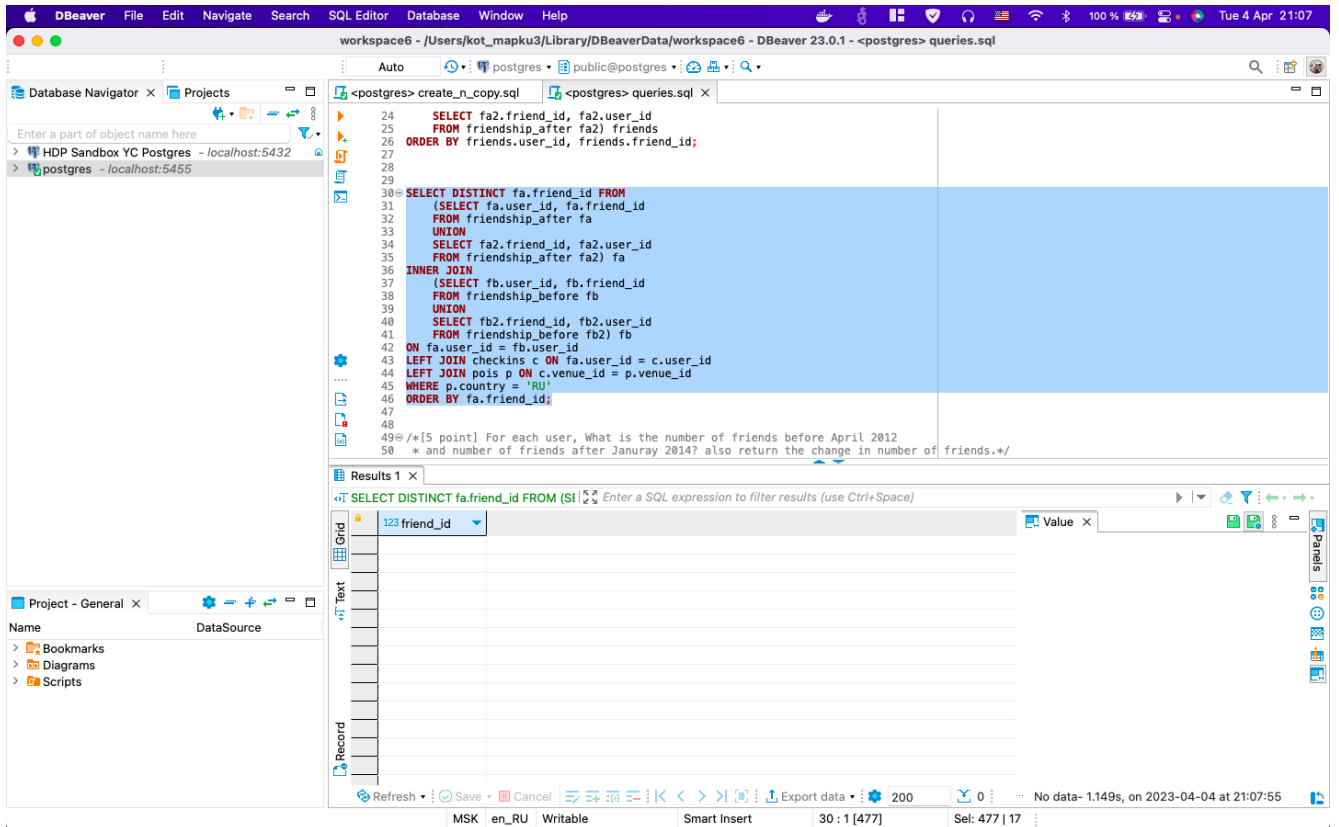 DBeaver File Edit Navigate Search SQL Editor Database Window Help 100 % Tue 4 Apr 21:07
workspace6 - /Users/kot_mapku3/Library/DBeaverData/workspace6 - DBeaver 23.0.1 - <postgres> queries.sql
Auto postgres public@postgres
Database Navigator Projects
Enter a part of object name here
HDP Sandbox YC Postgres - localhost:5432
postgres - localhost:5455
<postgres> create_n_copy.sql <postgres> queries.sql
24 SELECT fa2.friend_id, fa2.user_id
25 FROM friendship_after fa2) friends
26 ORDER BY friends.user_id, friends.friend_id;
27
28
29
30 SELECT DISTINCT fa.friend_id FROM
31 (SELECT fa.user_id, fa.friend_id
32 FROM friendship_after fa
33 UNION
34 SELECT fa2.friend_id, fa2.user_id
35 FROM friendship_after fa2) fa
36 INNER JOIN
37 (SELECT fb.user_id, fb.friend_id
38 FROM friendship_before fb
39 UNION
40 SELECT fb2.friend_id, fb2.user_id
41 FROM friendship_before fb2) fb
42 ON fa.user_id = fb.user_id
43 LEFT JOIN checkins c ON fa.user_id = c.user_id
44 LEFT JOIN pois p ON c.venue_id = p.venue_id
45 WHERE p.country = 'RU'
46 ORDER BY fa.friend_id;
47
48
49 /*[5 point] For each user, What is the number of friends before April 2012
50 * and number of friends after Januray 2014? also return the change in number of friends.*/
Results 1
SELECT DISTINCT fa.friend_id FROM (SE Enter a SQL expression to filter results (use Ctrl+Space)
Grid
Text
Record
123 friend_id
Value
Panels
Project - General
Name DataSource
Bookmarks
Diagrams
Scripts
Refresh Save Cancel Export data 200 0 No data- 1.149s, on 2023-04-04 at 21:07:55
MSK en_RU Writable Smart Insert 30 : 1 [477] Sel: 477 | 17